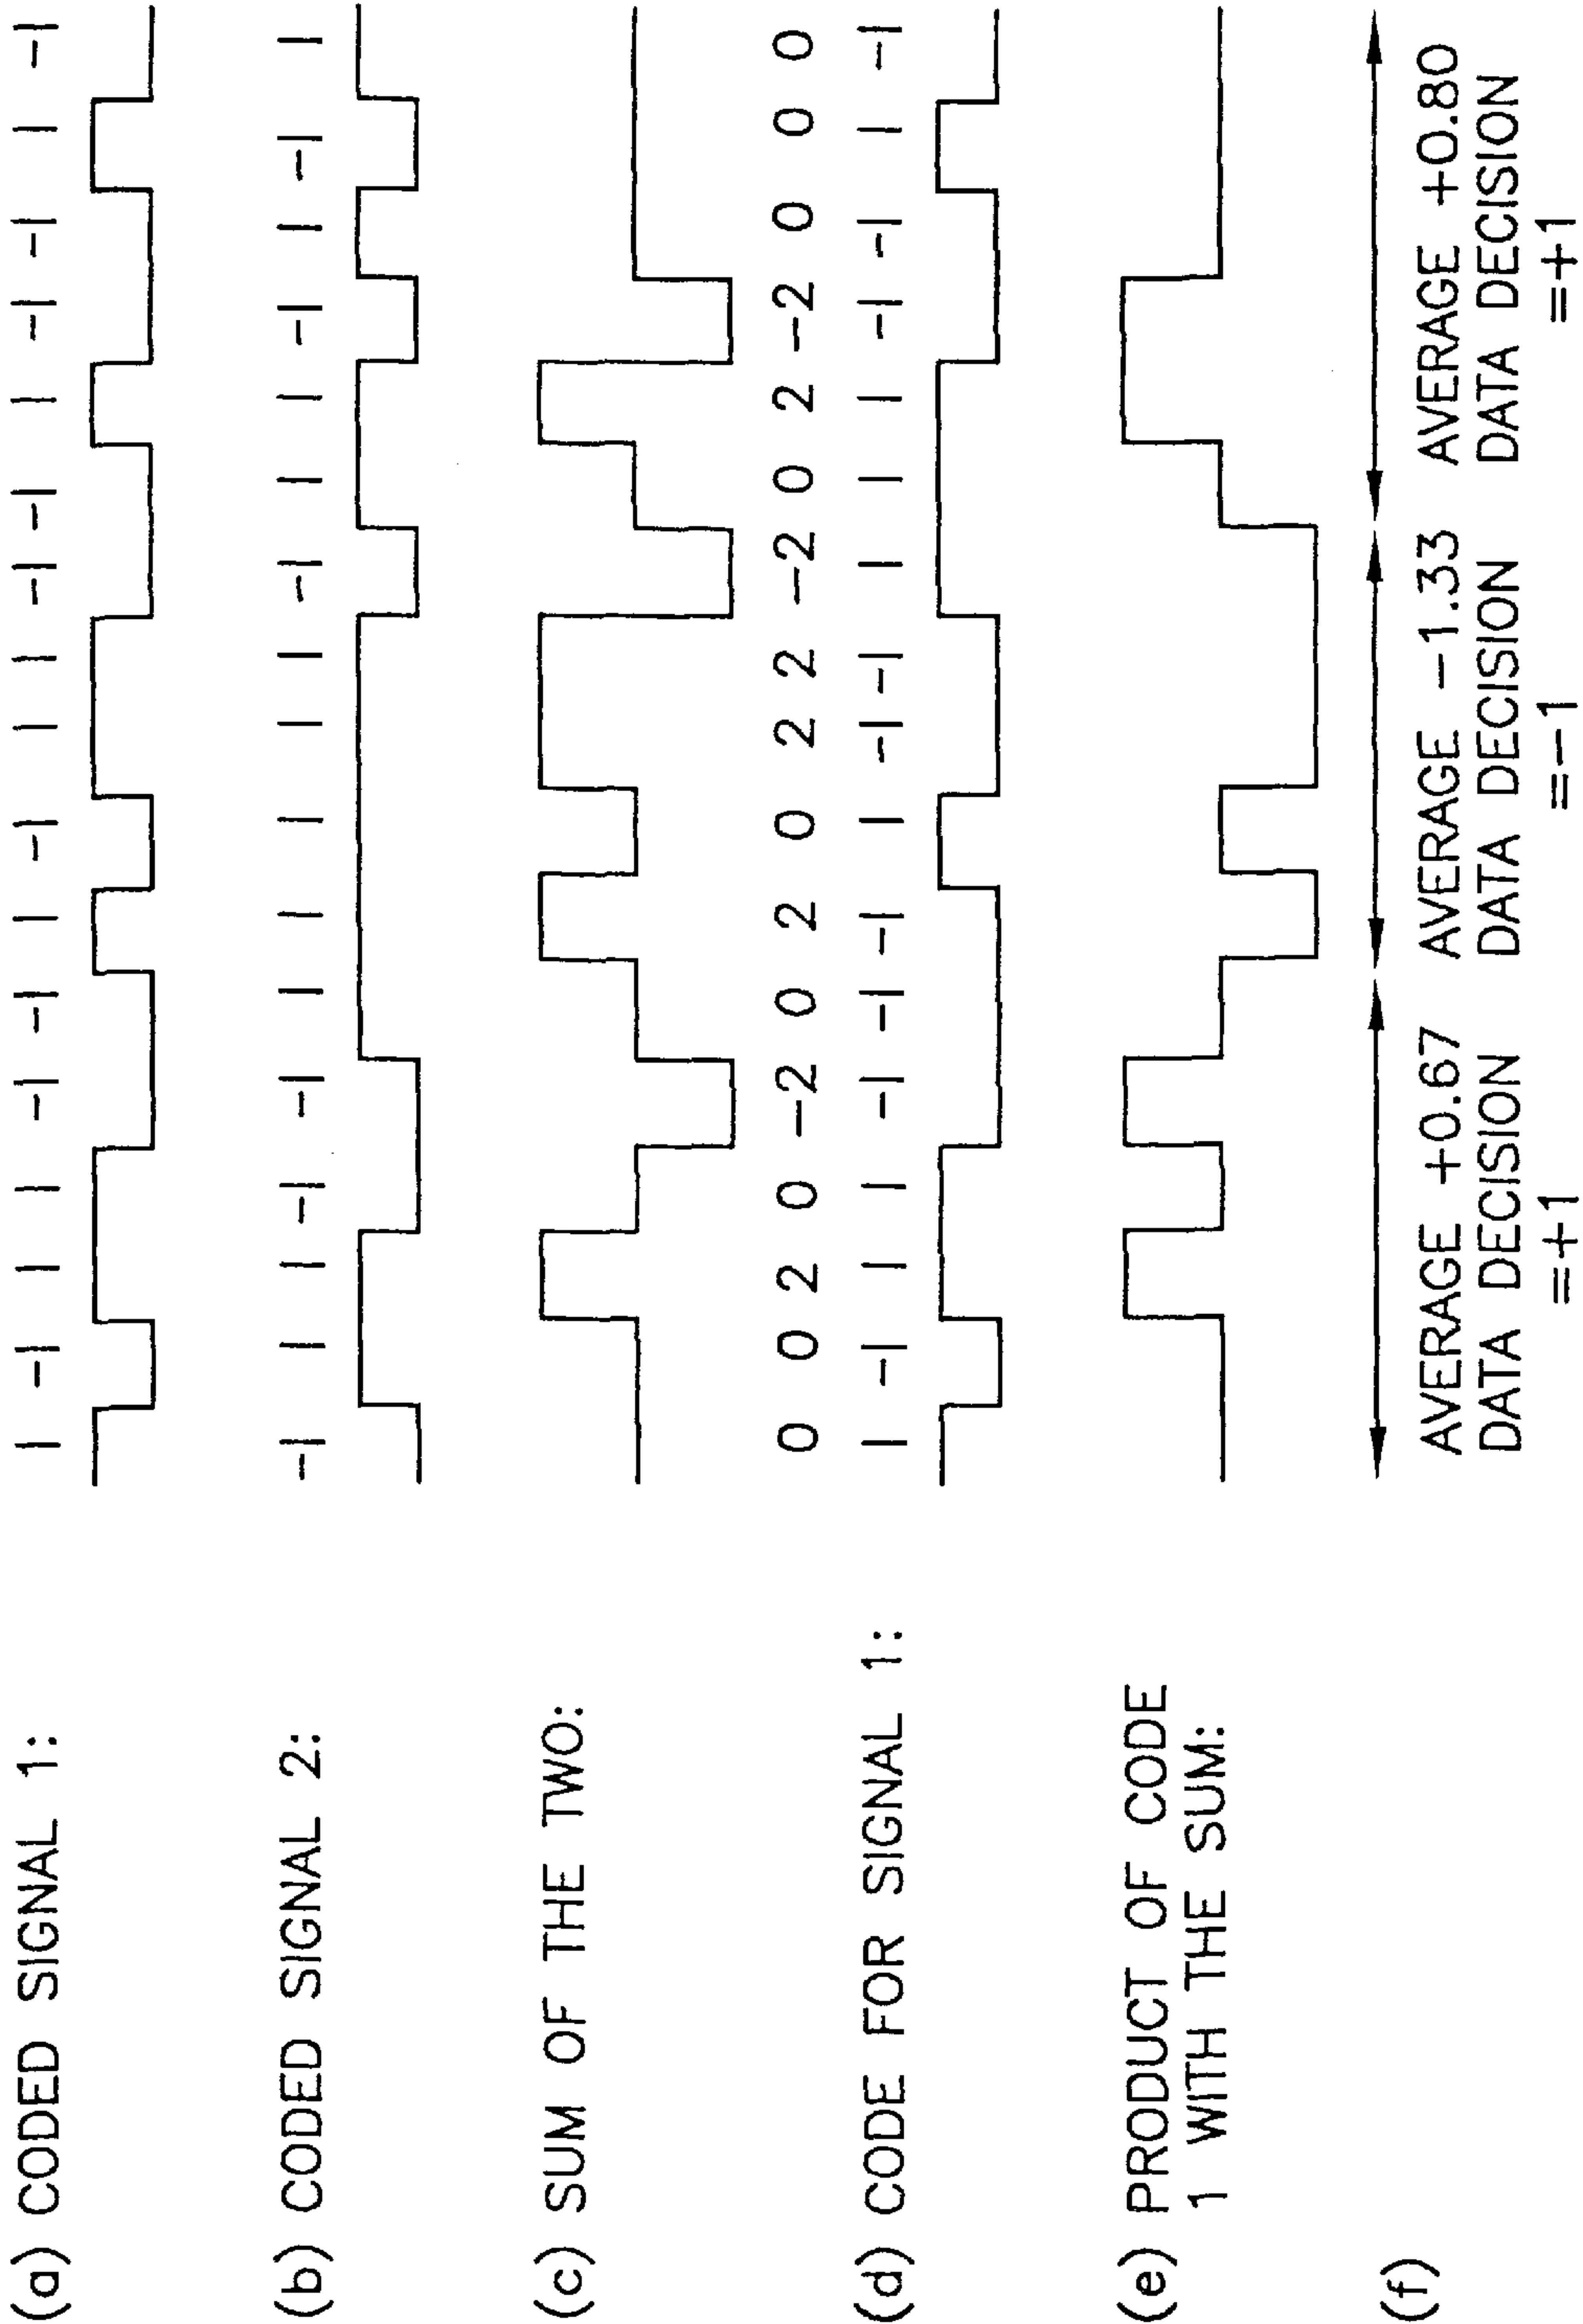 (a) CODED SIGNAL 1: 1 -1 1 1 -1 -1 1 -1 1 1 -1 -1 1 -1 -1 1 -1
(b) CODED SIGNAL 2: -1 1 1 -1 -1 1 1 1 1 1 -1 1 1 -1 1 -1 1
(c) SUM OF THE TWO:
0 0 2 0 -2 0 2 0 2 2 -2 0 2 -2 0 0 0
(d) CODE FOR SIGNAL 1: 1 -1 1 1 -1 -1 -1 1 -1 -1 1 1 1 -1 -1 1 -1
(e) PRODUCT OF CODE
1 WITH THE SUM:
(f)
AVERAGE +0.67 AVERAGE -1.33 AVERAGE +0.80
DATA DECISION DATA DECISION DATA DECISION
=+1 =-1 =+1